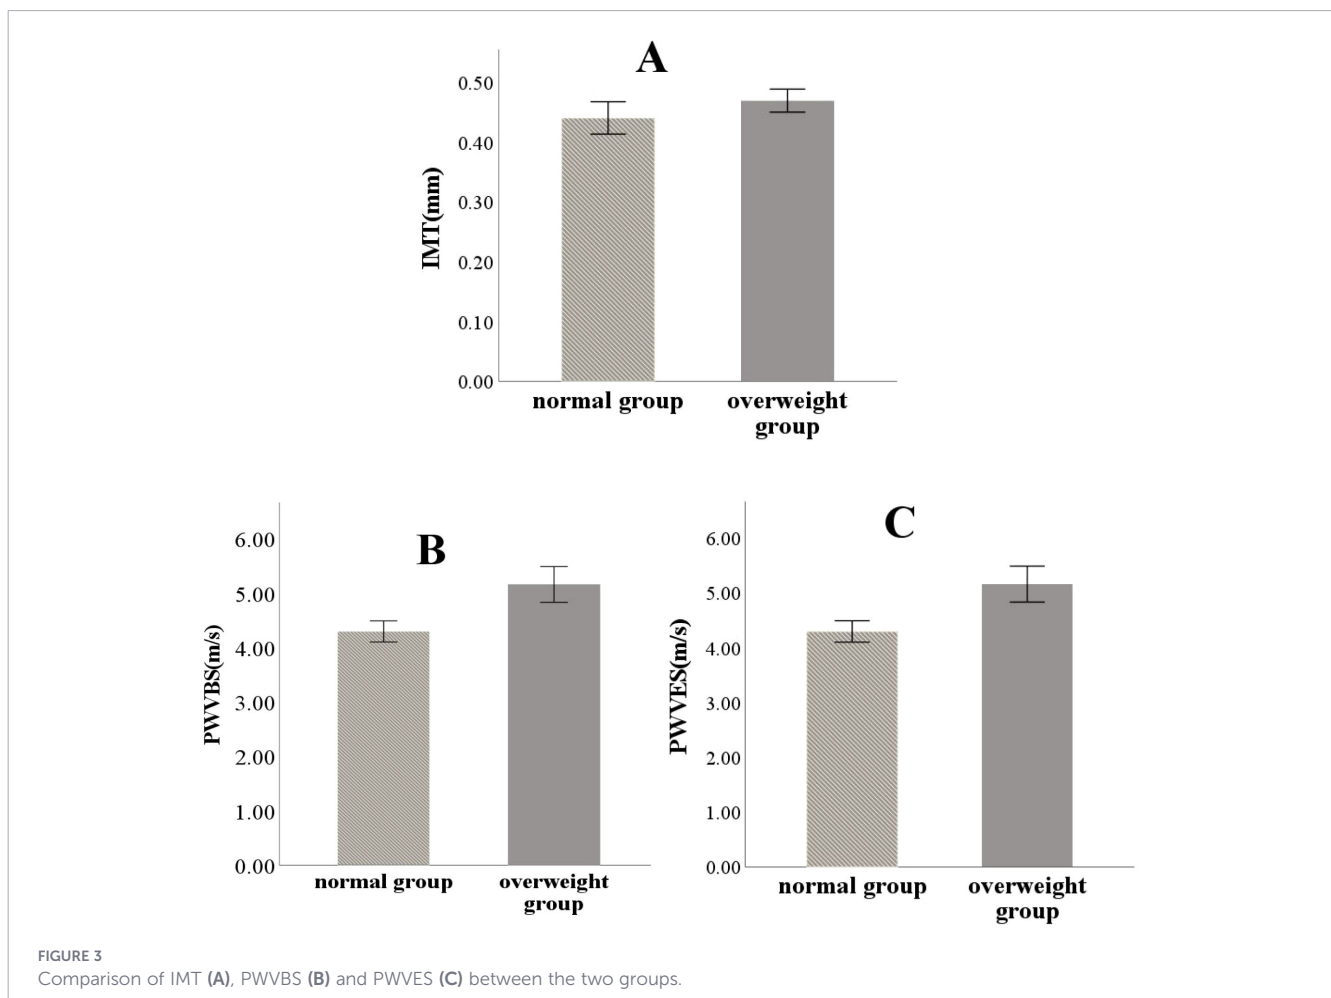 A
0.50
0.40
0.30
0.20
0.10
0.00
IMT(mm)
normal group
overweight
group
B
6.00
5.00
4.00
3.00
2.00
1.00
0.00
PWVBS(m/s)
normal group
overweight
group
C
6.00
5.00
4.00
3.00
2.00
1.00
0.00
PWVES(m/s)
normal group
overweight
group
FIGURE 3
Comparison of IMT (A), PWVBS (B) and PWVES (C) between the two groups.